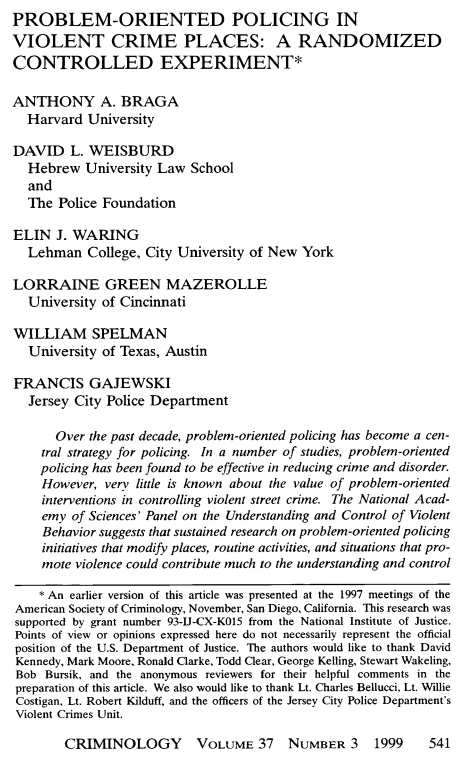 PROBLEM-ORIENTED POLICING IN
VIOLENT CRIME PLACES: A RANDOMIZED
CONTROLLED EXPERIMENT*
ANTHONY A. BRAGA
Harvard University
DAVID L. WEISBURD
Hebrew University Law School
and
The Police Foundation
ELIN J. WARING
Lehman College, City University of New York
LORRAINE GREEN MAZEROLLE
University of Cincinnati
WILLIAM SPELMAN
University of Texas, Austin
FRANCIS GAJEWSKI
Jersey City Police Department
Over the past decade, problem-oriented policing has become a cen-
tral strategy for policing. In a number of studies, problem-oriented
policing has been found to be effective in reducing crime and disorder.
However, very little is known about the value of problem-oriented
interventions in controlling violent street crime. The National Acad-
emy of Sciences' Panel on the Understanding and Control of Violent
Behavior suggests that sustained research on problem-oriented policing
initiatives that modify places, routine activities, and situations that pro-
mote violence could contribute much to the understanding and control
* An earlier version of this article was presented at the 1997 meetings of the
American Society of Criminology, November, San Diego, California. This research was
supported by grant number 93-IJ-CX-K015 from the National Institute of Justice.
Points of view or opinions expressed here do not necessarily represent the official
position of the U.S. Department of Justice. The authors would like to thank David
Kennedy, Mark Moore, Ronald Clarke, Todd Clear, George Kelling, Stewart Wakeling,
Bob Bursik, and the anonymous reviewers for their helpful comments in the
preparation of this article. We also would like to thank Lt. Charles Bellucci, Lt. Willie
Costigan, Lt. Robert Kilduff, and the officers of the Jersey City Police Department's
Violent Crimes Unit.
CRIMINOLOGY VOLUME 37 NUMBER 3 1999 541